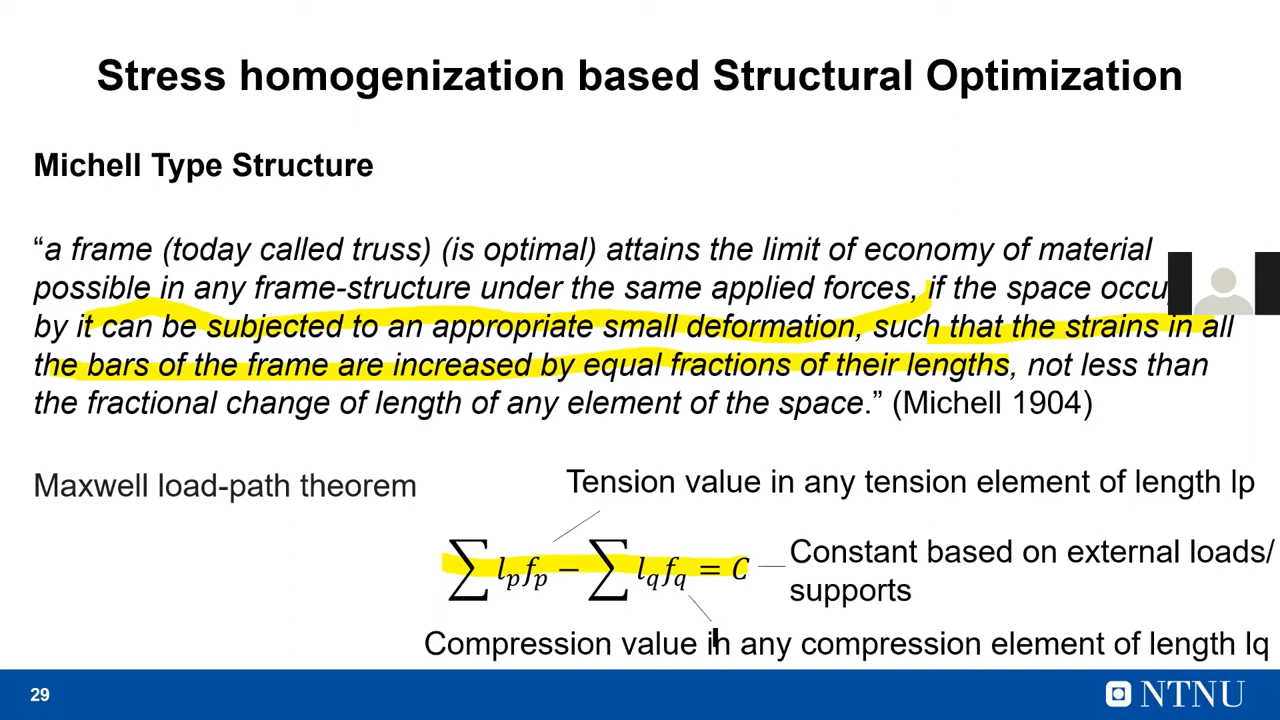 Stress homogenization based Structural Optimization
Michell Type Structure
“a frame (today called truss) (is optimal) attains the limit of economy of material
possible in any frame-structure under the same applied forces, if the space
by it can be subjected to an appropriate small deformation, such that the strains in all
the bars of the frame are increased by equal fractions of their lengths, not less than
the fractional change of length of any element of the space.” (Michell 1904)
Maxwell load-path theorem
Tension value in any tension element of length lp
∑ lₚfₚ − ∑ l_q f_q = C
Constant based on external loads/
supports
Compression value in any compression element of length lq
29
NTNU